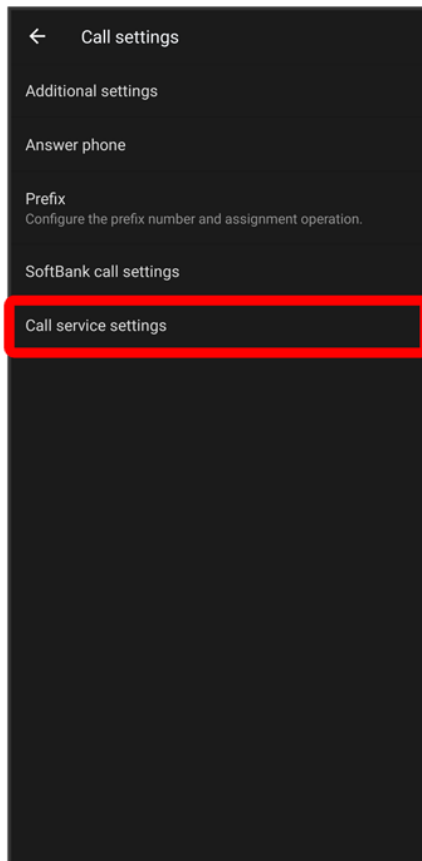 Call settings
Additional settings
Answer phone
Prefix
Configure the prefix number and assignment operation.
SoftBank call settings
Call service settings